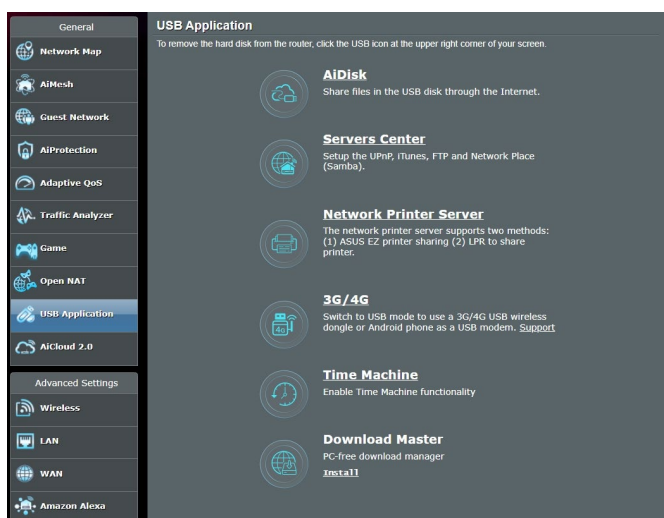 General
Network Map
AiMesh
Guest Network
AiProtection
Adaptive QoS
Traffic Analyzer
Game
Open NAT
USB Application
AiCloud 2.0
Advanced Settings
Wireless
LAN
WAN
Amazon Alexa
USB Application
To remove the hard disk from the router, click the USB icon at the upper right corner of your screen.
AiDisk
Share files in the USB disk through the Internet.
Servers Center
Setup the UPnP, iTunes, FTP and Network Place
(Samba).
Network Printer Server
The network printer server supports two methods:
(1) ASUS EZ printer sharing (2) LPR to share
printer.
3G/4G
4G
Switch to USB mode to use a 3G/4G USB wireless
dongle or Android phone as a USB modem. Support
Time Machine
Enable Time Machine functionality
Download Master
PC-free download manager
Install